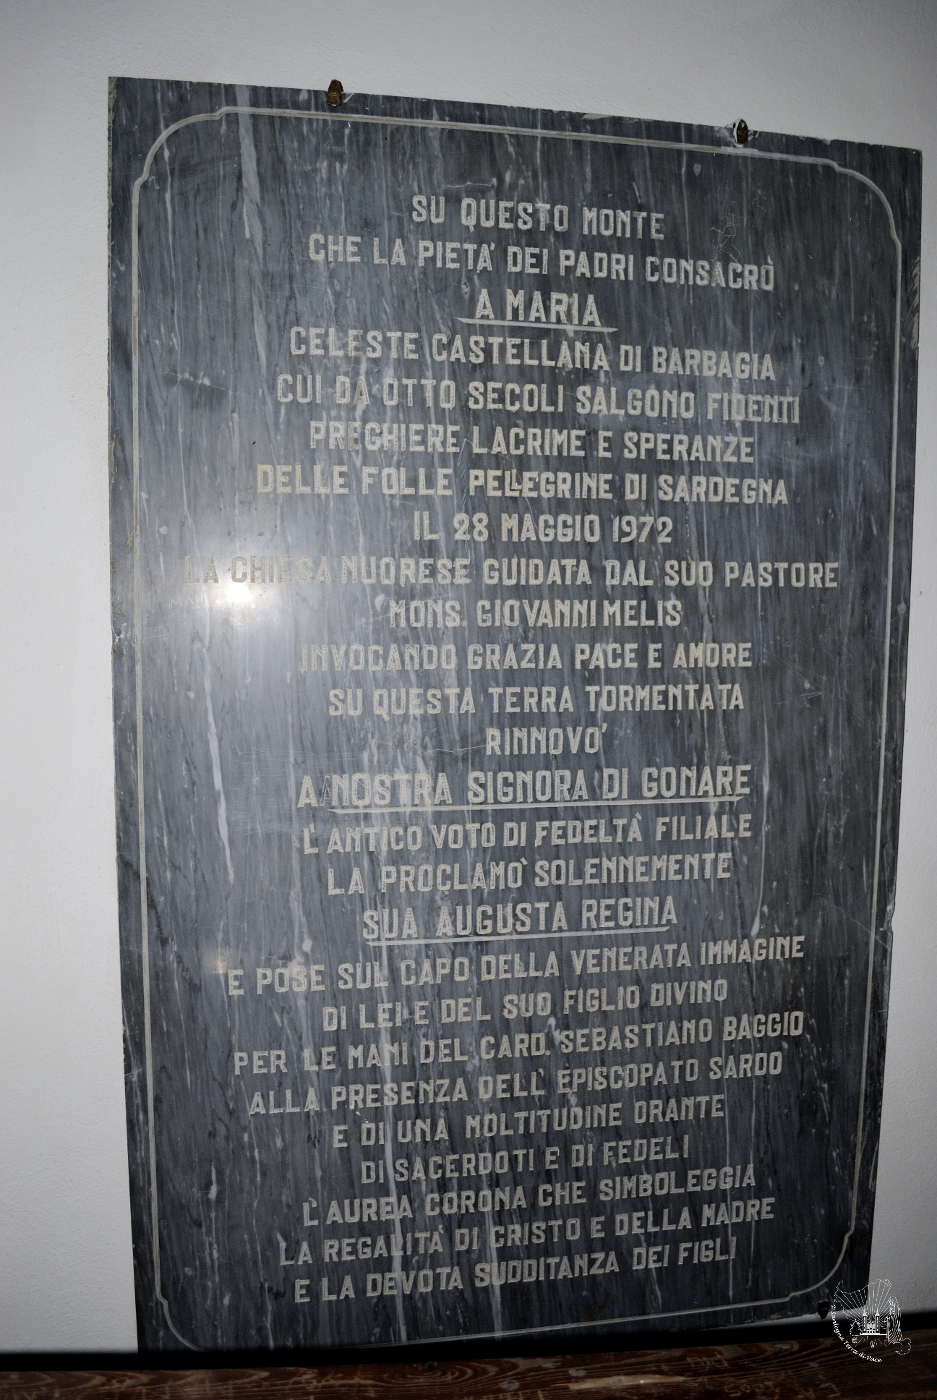 SU QUESTO MONTE
CHE LA PIETA' DEI PADRI CONSACRÒ
A MARIA
CELESTE CASTELLANA DI BARBAGIA
CUI DA OTTO SECOLI SALGONO FIDENTI
PREGHIERE LACRIME E SPERANZE
DELLE FOLLE PELLEGRINE DI SARDEGNA
IL 28 MAGGIO 1972
LA CHIESA NUORESE GUIDATA DAL SUO PASTORE
MONS. GIOVANNI MELIS
INVOCANDO GRAZIA PACE E AMORE
SU QUESTA TERRA TORMENTATA
RINNOVO'
A NOSTRA SIGNORA DI GONARE
L'ANTICO VOTO DI FEDELTÀ FILIALE
LA PROCLAMÒ SOLENNEMENTE
SUA AUGUSTA REGINA
E POSE SUL CAPO DELLA VENERATA IMMAGINE
DI LEI E DEL SUO FIGLIO DIVINO
PER LE MANI DEL CARD. SEBASTIANO BAGGIO
ALLA PRESENZA DELL' EPISCOPATO SARDO
E DI UNA MOLTITUDINE ORANTE
DI SACERDOTI E DI FEDELI
L'AUREA CORONA CHE SIMBOLEGGIA
LA REGALITÀ DI CRISTO E DELLA MADRE
E LA DEVOTA SUDDITANZA DEI FIGLI